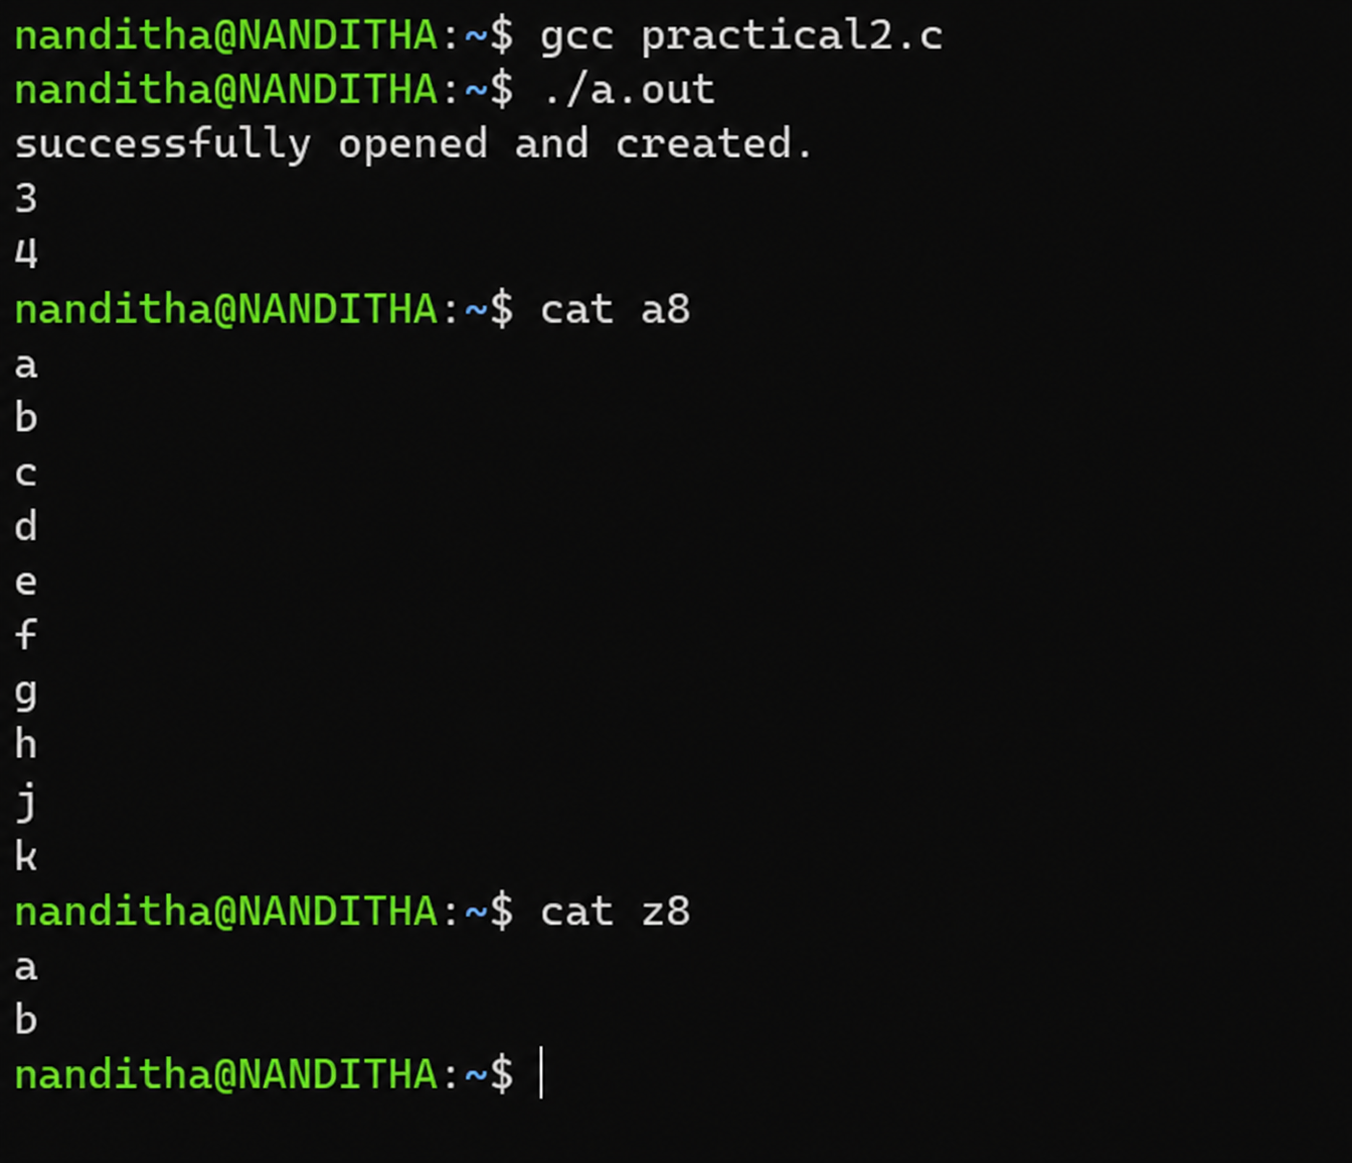 nanditha@NANDITHA:~$ gcc practical2.c
nanditha@NANDITHA:~$ ./a.out
successfully opened and created.
3
4
nanditha@NANDITHA:~$ cat a8
a
b
c
d
e
f
g
h
j
k
nanditha@NANDITHA:~$ cat z8
a
b
nanditha@NANDITHA:~$